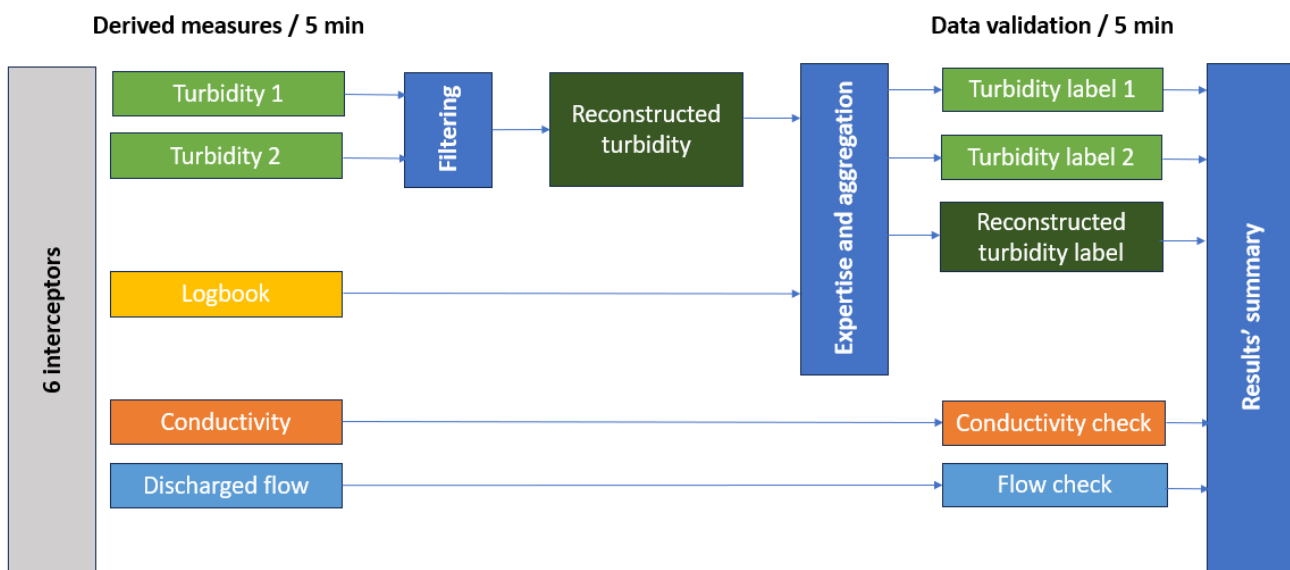 Derived measures / 5 min
Data validation / 5 min
6 interceptors
Turbidity 1
Turbidity 2
Filtering
Reconstructed
turbidity
Expertise and aggregation
Turbidity label 1
Turbidity label 2
Reconstructed
turbidity label
Results' summary
Logbook
Conductivity
Conductivity check
Discharged flow
Flow check